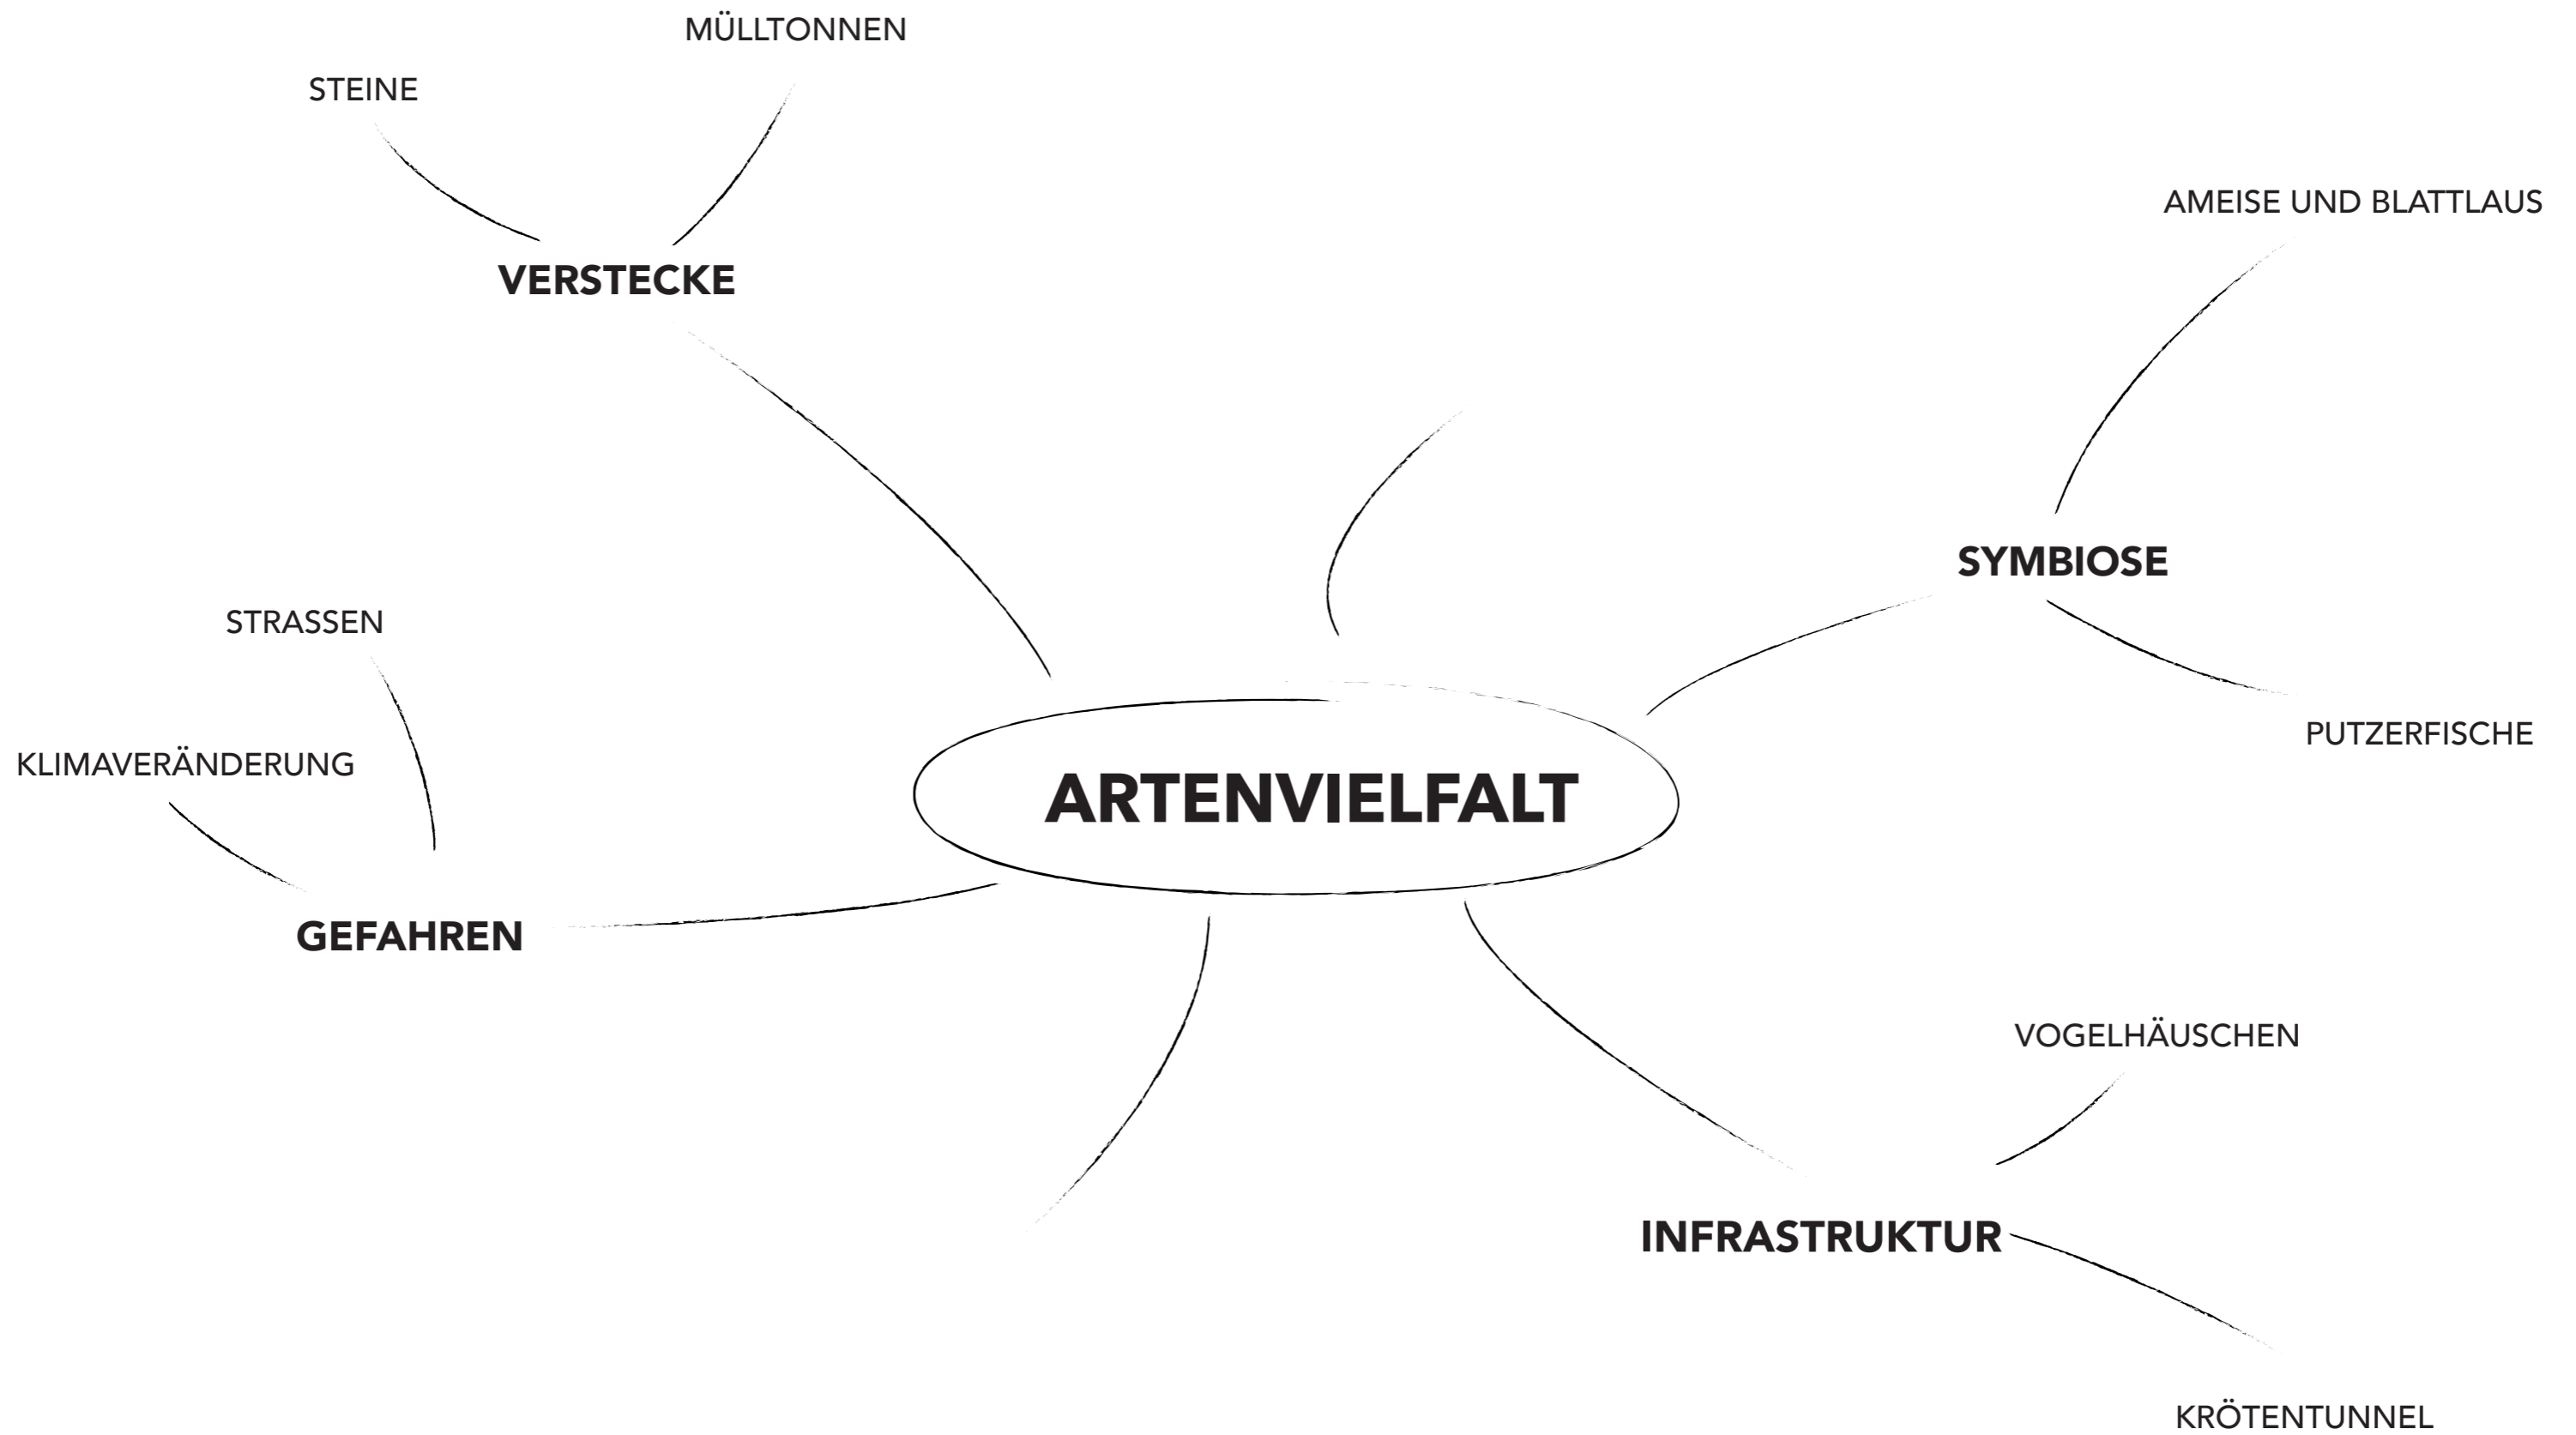 MÜLLTONNEN
STEINE
AMEISE UND BLATTLAUS
VERSTECKE
SYMBIOSE
STRASSEN
PUTZERFISCHE
KLIMAVERÄNDERUNG
ARTENVIELFALT
GEFAHREN
VOGELHÄUSCHEN
INFRASTRUKTUR
KRÖTENTUNNEL